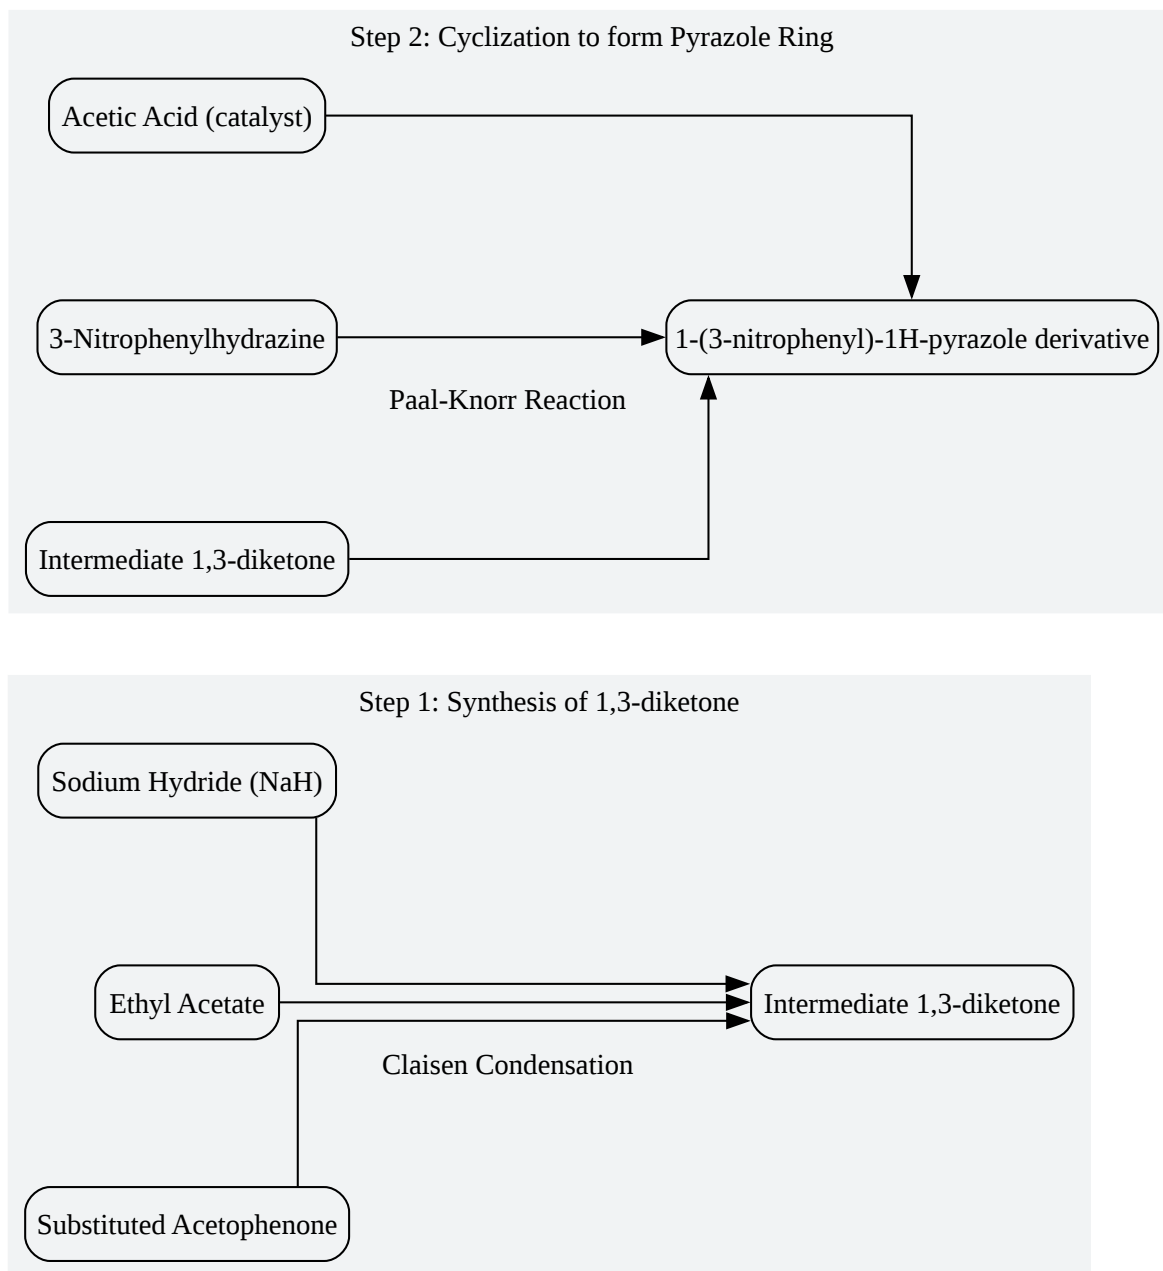 Step 2: Cyclization to form Pyrazole Ring
Acetic Acid (catalyst)
3-Nitrophenylhydrazine
1-(3-nitrophenyl)-1H-pyrazole derivative
Paal-Knorr Reaction
Intermediate 1,3-diketone
Step 1: Synthesis of 1,3-diketone
Sodium Hydride (NaH)
Ethyl Acetate
Intermediate 1,3-diketone
Claisen Condensation
Substituted Acetophenone